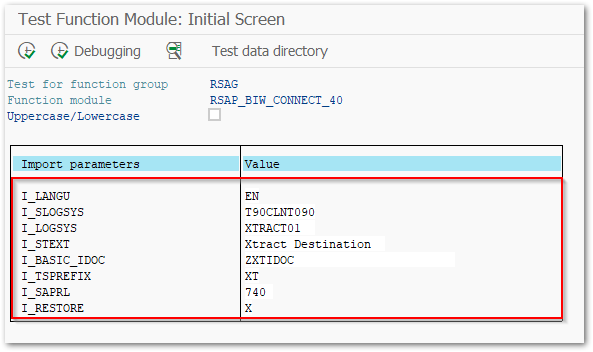 Test Function Module: Initial Screen
Debugging Test data directory
Test for function group RSAG
Function module RSAP_BIW_CONNECT_40
Uppercase/Lowercase
Import parameters Value
I_LANGU EN
I_SLOGSYS T90CLNT090
I_LOGSYS XTRACT01
I_STEXT Xtract Destination
I_BASIC_IDOC ZXTIDOC
I_TSPREFIX XT
I_SAPRL 740
I_RESTORE X